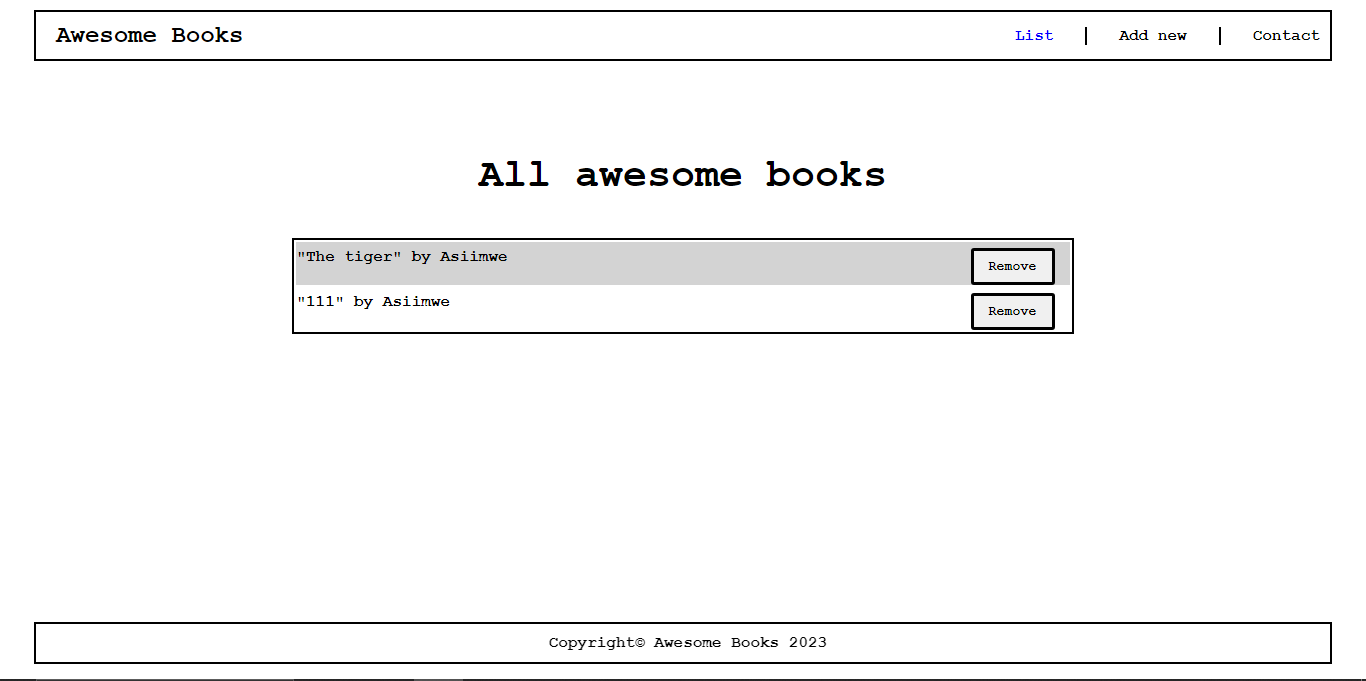 Awesome Books List Add new Contact
All awesome books
"The tiger" by Asiimwe Remove
"111" by Asiimwe Remove
Copyright© Awesome Books 2023